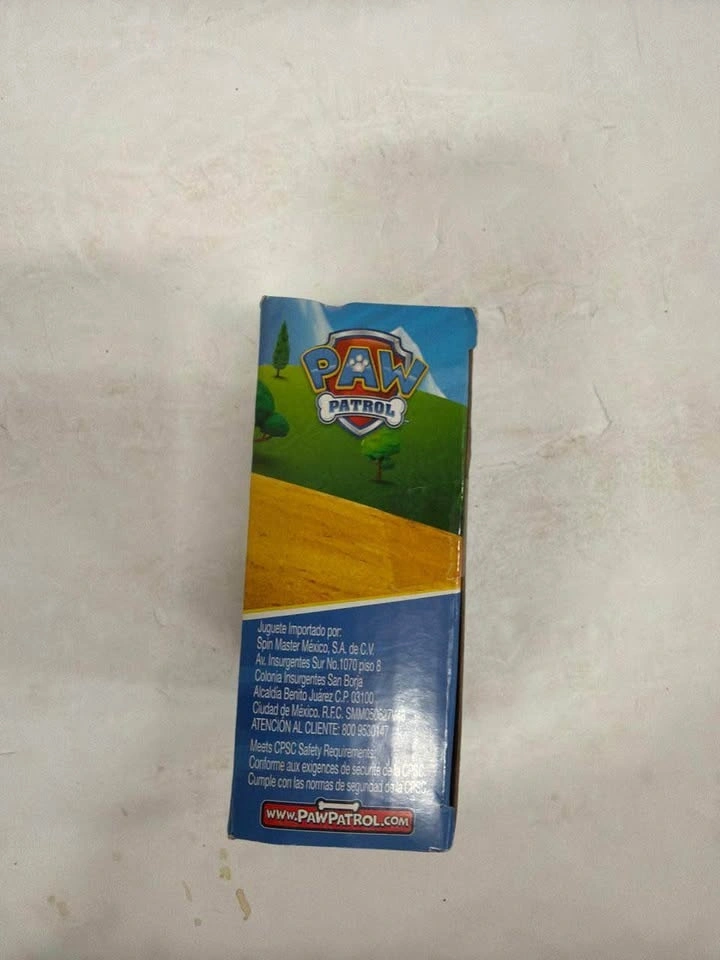 PAW
PATROL
Juguete Importado por:
Spin Master México, S.A. de C.V.
Av. Insurgentes Sur No.1070 piso 8
Colonia Insurgentes San Borja
Alcaldía Benito Juárez C.P. 03100
Ciudad de México. R.F.C.
ATENCIÓN AL CLIENTE: 800 9530147
Meets CPSC Safety Requirements.
Conforme aux exigences de sécurité de la CPSC.
Cumple con las normas de seguridad de la CPSC.
WWW.PAWPATROL.COM